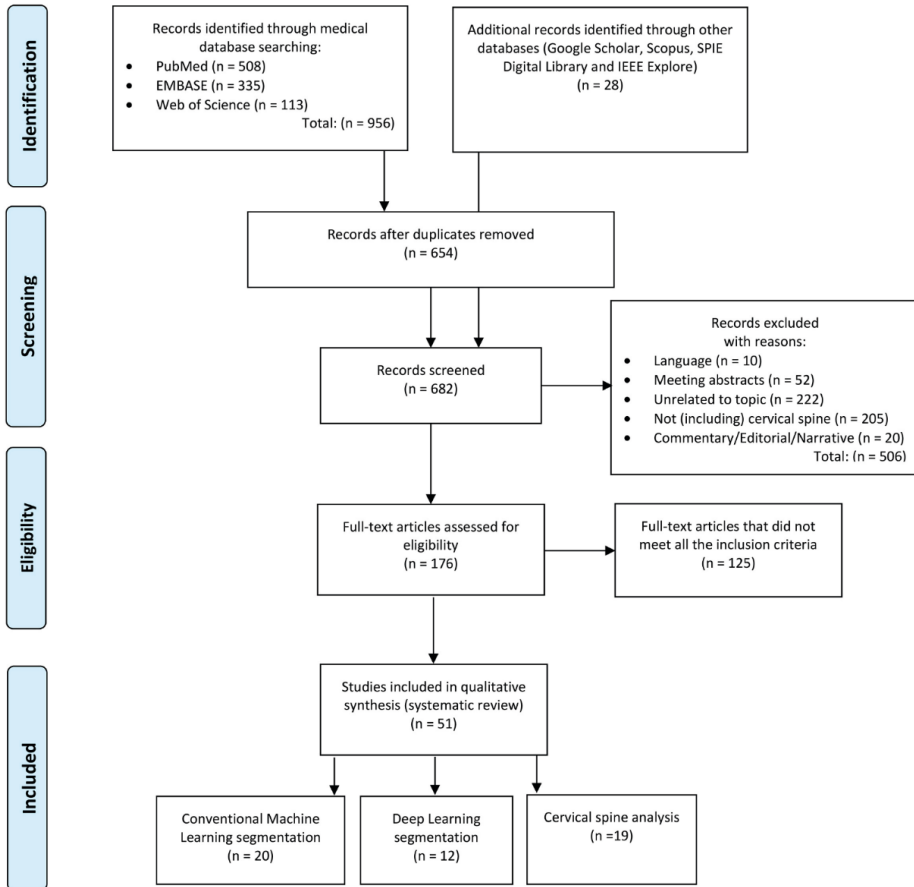 Identification
Records identified through medical
database searching:
• PubMed (n = 508)
• EMBASE (n = 335)
• Web of Science (n = 113)
Total: (n = 956)
Additional records identified through other
databases (Google Scholar, Scopus, SPIE
Digital Library and IEEE Explore)
(n = 28)
Screening
Records after duplicates removed
(n = 654)
Records screened
(n = 682)
Records excluded
with reasons:
• Language (n = 10)
• Meeting abstracts (n = 52)
• Unrelated to topic (n = 222)
• Not (including) cervical spine (n = 205)
• Commentary/Editorial/Narrative (n = 20)
Total: (n = 506)
Eligibility
Full-text articles assessed for
eligibility
(n = 176)
Full-text articles that did not
meet all the inclusion criteria
(n = 125)
Included
Studies included in qualitative
synthesis (systematic review)
(n = 51)
Conventional Machine
Learning segmentation
(n = 20)
Deep Learning
segmentation
(n = 12)
Cervical spine analysis
(n =19)